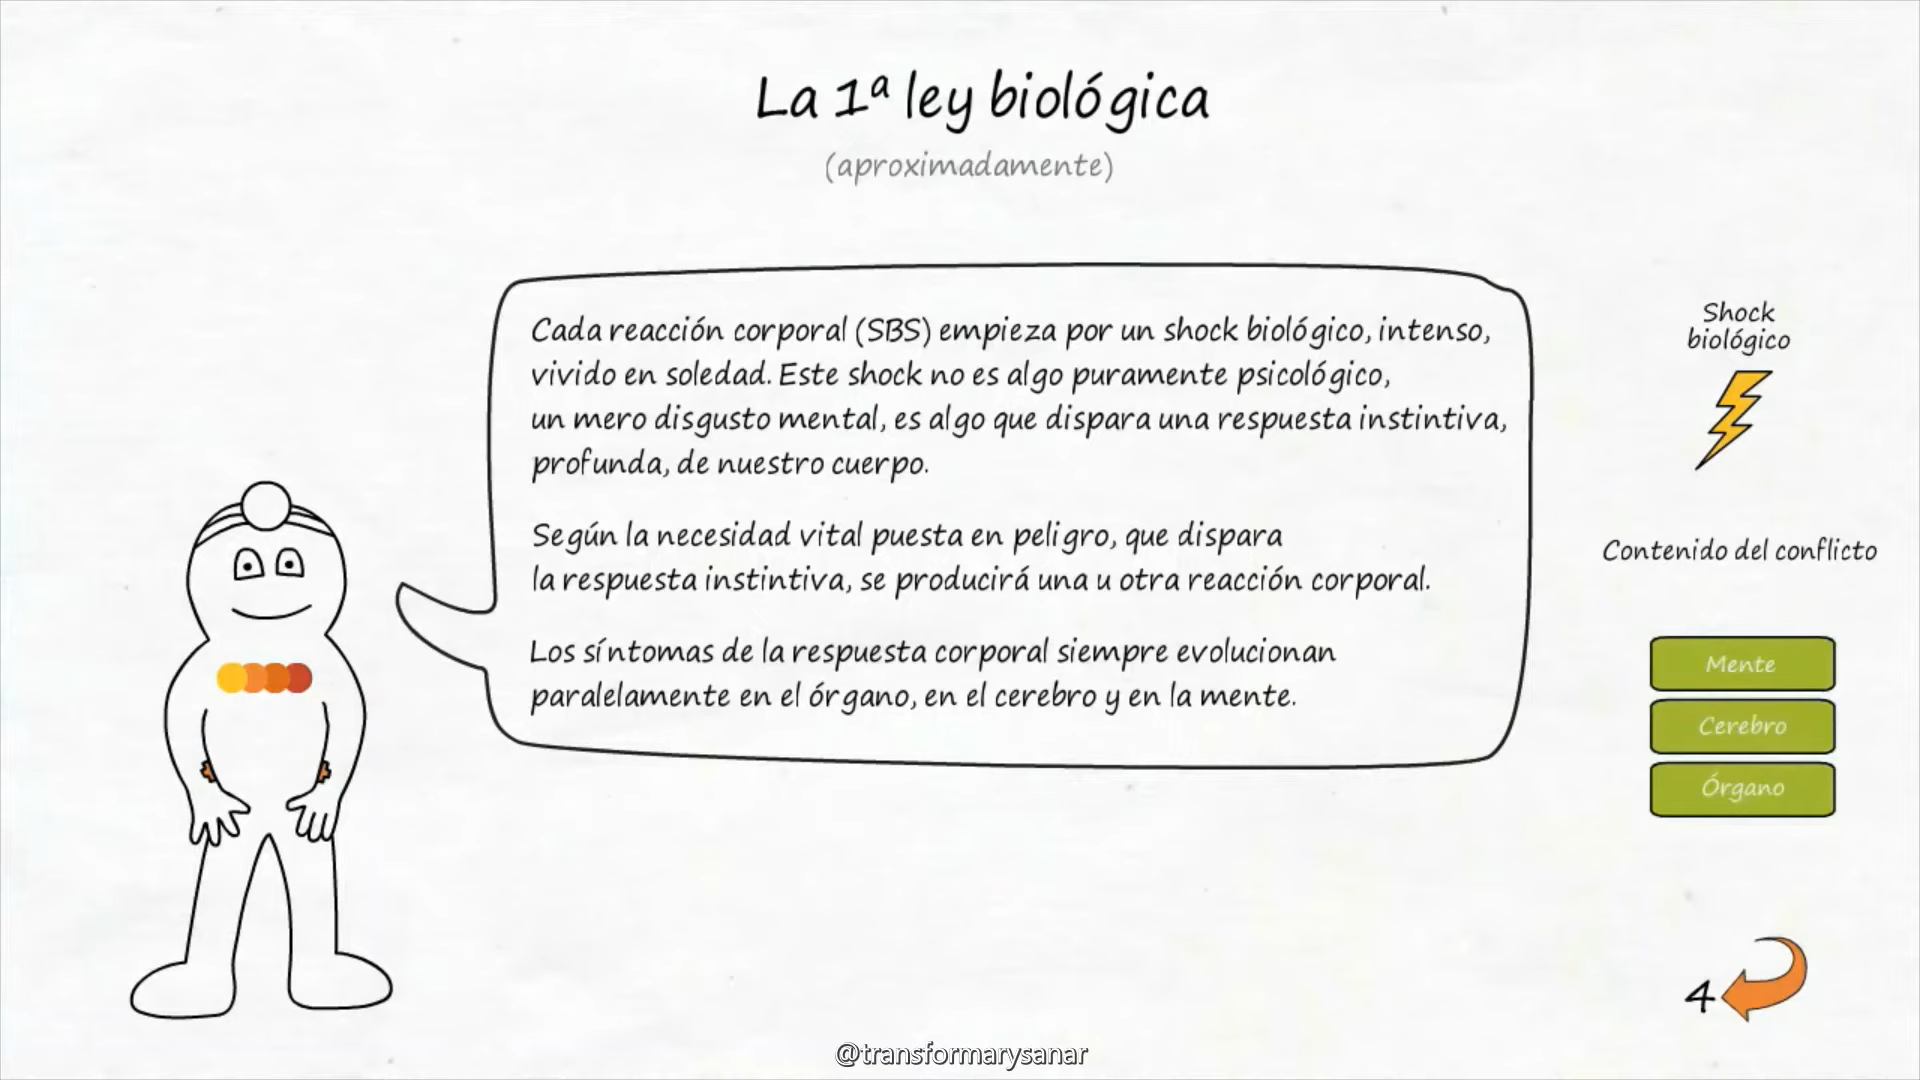 La 1ª ley biológica
(aproximadamente)
Cada reacción corporal (SBS) empieza por un shock biológico, intenso,
vivido en soledad. Este shock no es algo puramente psicológico,
un mero disgusto mental, es algo que dispara una respuesta instintiva,
profunda, de nuestro cuerpo.
Según la necesidad vital puesta en peligro, que dispara
la respuesta instintiva, se producirá una u otra reacción corporal.
Los síntomas de la respuesta corporal siempre evolucionan
paralelamente en el órgano, en el cerebro y en la mente.
Shock
biológico
Contenido del conflicto
Mente
Cerebro
Órgano
4
@transformarysanar